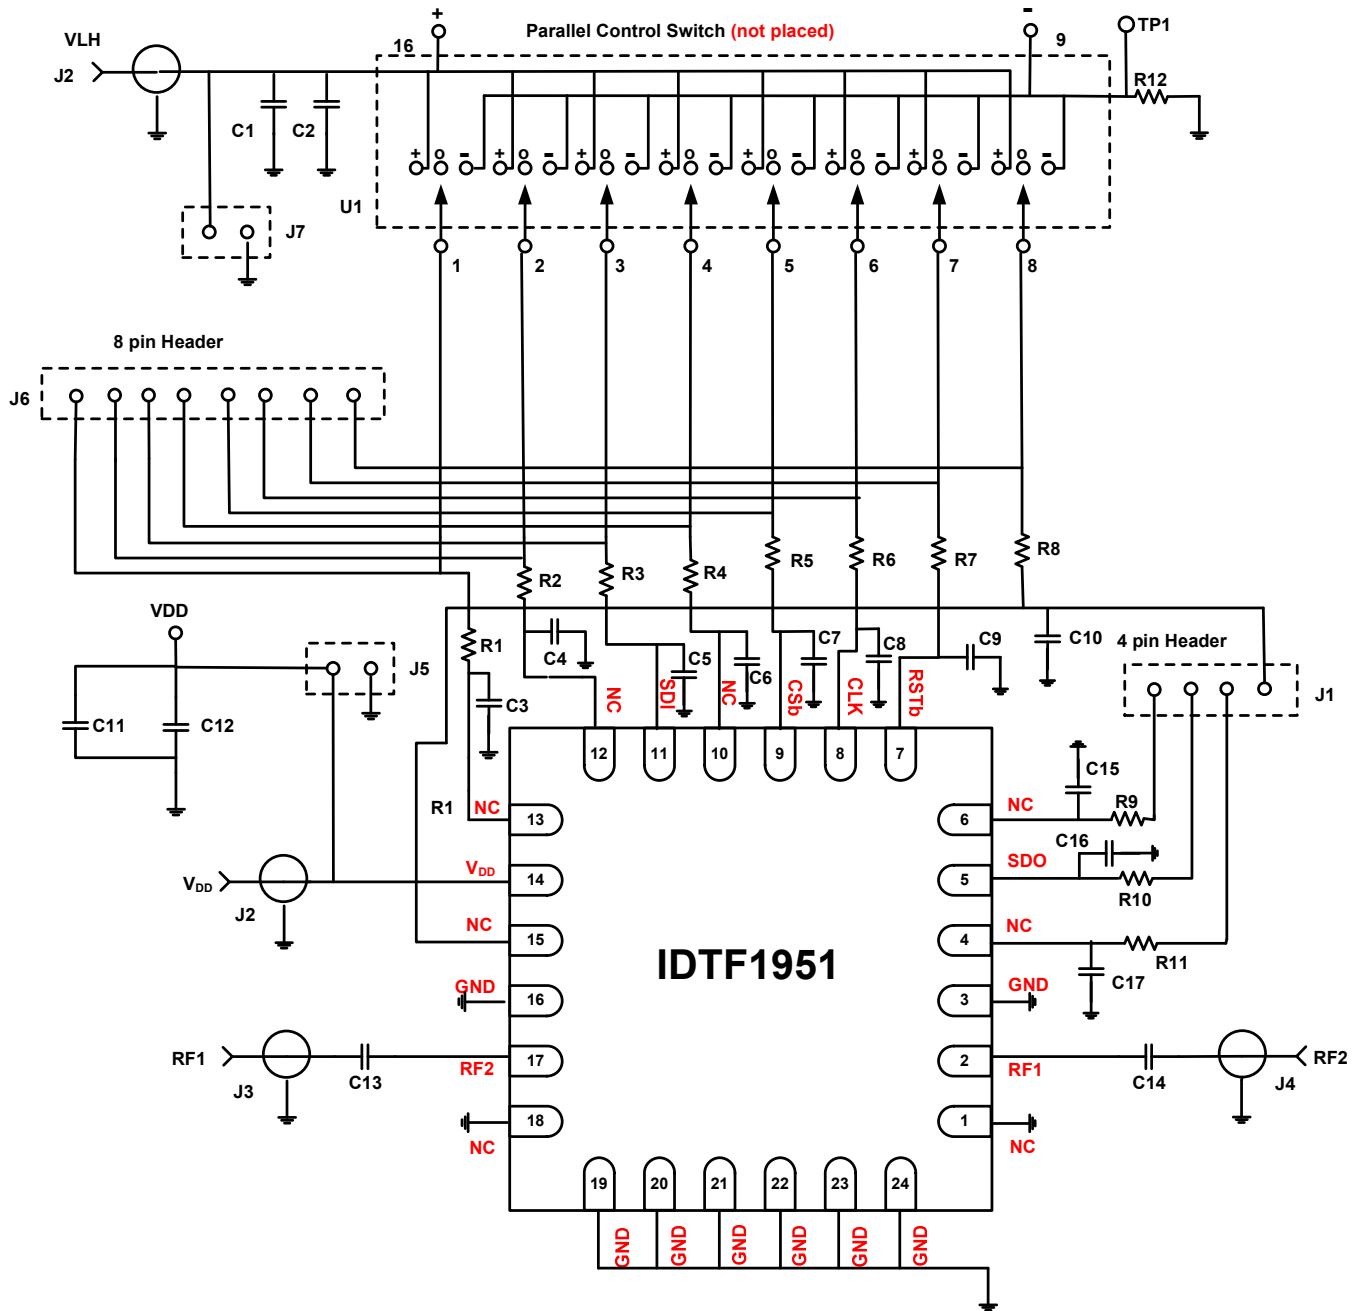 + -
VLH Parallel Control Switch (not placed) TP1
16 9
J2 R12
C1 C2
+ o - + o - + o - + o - + o - + o - + o - + o -
U1
J7
1 2 3 4 5 6 7 8
8 pin Header
J6
R2 R3 R4 R5 R6 R7 R8
VDD
R1 C4 C5 C6 C7 C8 C9 C10 4 pin Header
J5
NC SDI NC CSb CLK RSTb
C3
J1
C11 C12
12 11 10 9 8 7
C15
R1 NC 13 6 NC R9
C16
VDD VDD 14 5 SDO
J2 R10
NC 15 4 NC
IDTF1951
R11
C17
GND 16 3 GND
RF1 17 2 RF2
RF2 RF1
J3 C13 C14 J4
18 1
NC NC
19 20 21 22 23 24
GND GND GND GND GND GND